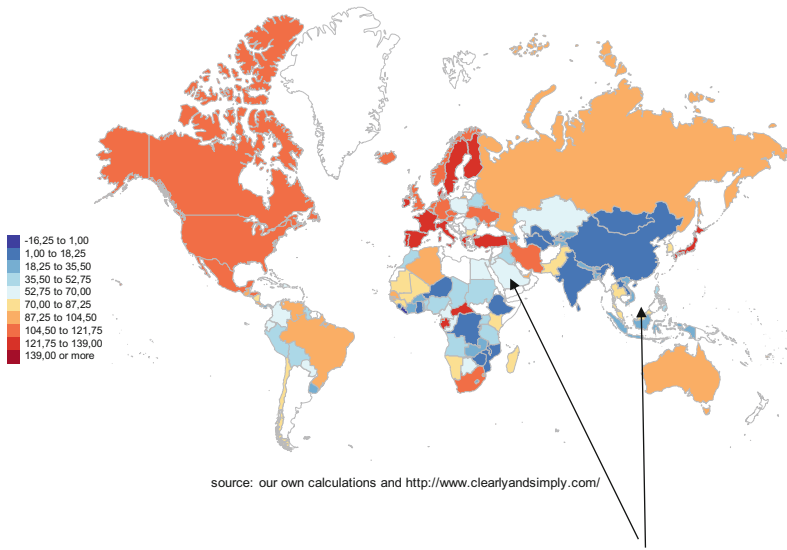 -16,25 to 1,00
1,00 to 18,25
18,25 to 35,50
35,50 to 52,75
52,75 to 70,00
70,00 to 87,25
87,25 to 104,50
104,50 to 121,75
121,75 to 139,00
139,00 or more
source: our own calculations and http://www.clearlyandsimply.com/